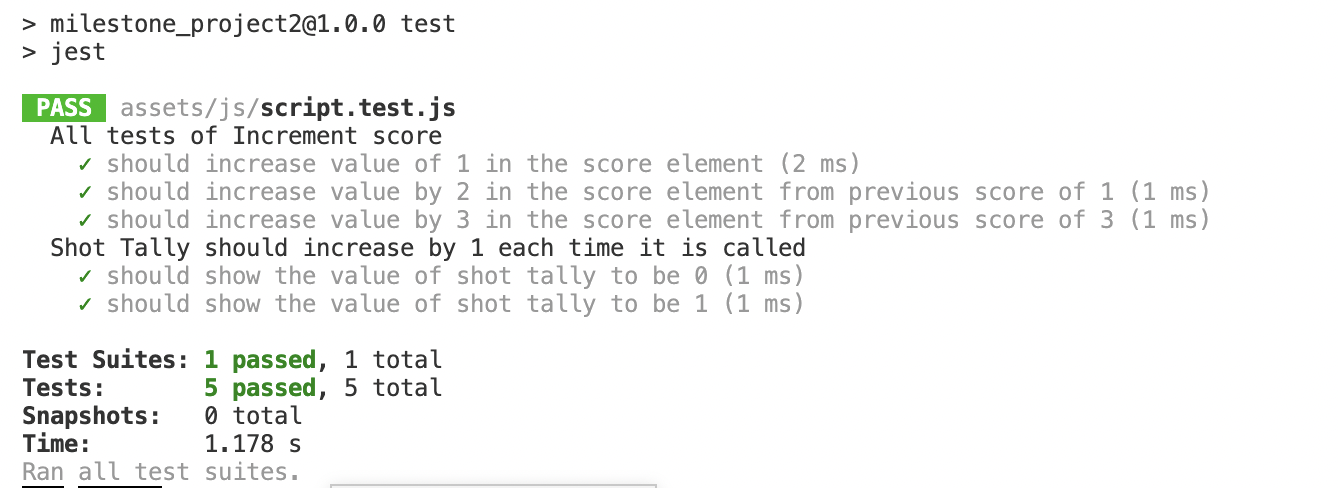 > milestone_project2@1.0.0 test
> jest
PASS assets/js/script.test.js
All tests of Increment score
✓ should increase value of 1 in the score element (2 ms)
✓ should increase value by 2 in the score element from previous score of 1 (1 ms)
✓ should increase value by 3 in the score element from previous score of 3 (1 ms)
Shot Tally should increase by 1 each time it is called
✓ should show the value of shot tally to be 0 (1 ms)
✓ should show the value of shot tally to be 1 (1 ms)
Test Suites: 1 passed, 1 total
Tests: 5 passed, 5 total
Snapshots: 0 total
Time: 1.178 s
Ran all test suites.